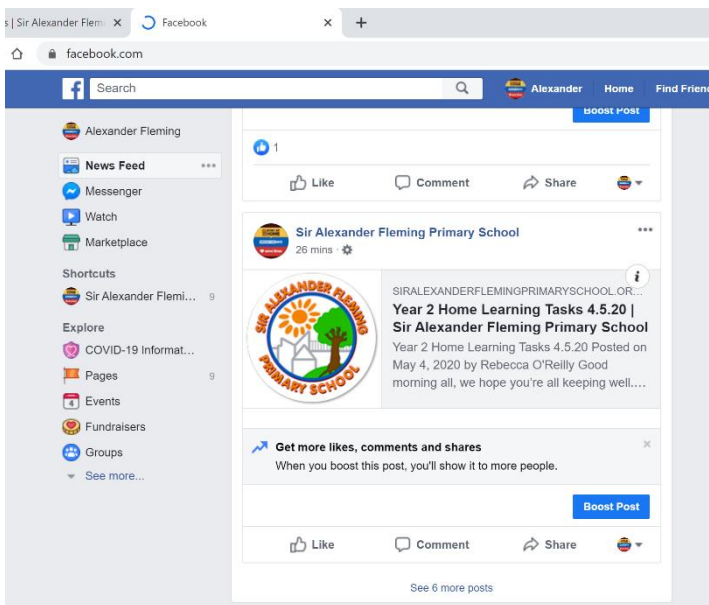 s | Sir Alexander Flem
Facebook
facebook.com
Search
Alexander Home Find Frien
Alexander Fleming
News Feed
Messenger
Watch
Marketplace
Shortcuts
Sir Alexander Flemi... 9
Explore
COVID-19 Informat...
Pages 9
4 Events
Fundraisers
Groups
See more...
Boost Post
1
Like Comment Share
Sir Alexander Fleming Primary School
26 mins
SIR ALEXANDER FLEMING
PRIMARY SCHOOL
SIRALEXANDERFLEMINGPRIMARYSCHOOL.OR...
i
Year 2 Home Learning Tasks 4.5.20 |
Sir Alexander Fleming Primary School
Year 2 Home Learning Tasks 4.5.20 Posted on
May 4, 2020 by Rebecca O'Reilly Good
morning all, we hope you're all keeping well....
Get more likes, comments and shares
When you boost this post, you'll show it to more people.
Boost Post
Like Comment Share
See 6 more posts